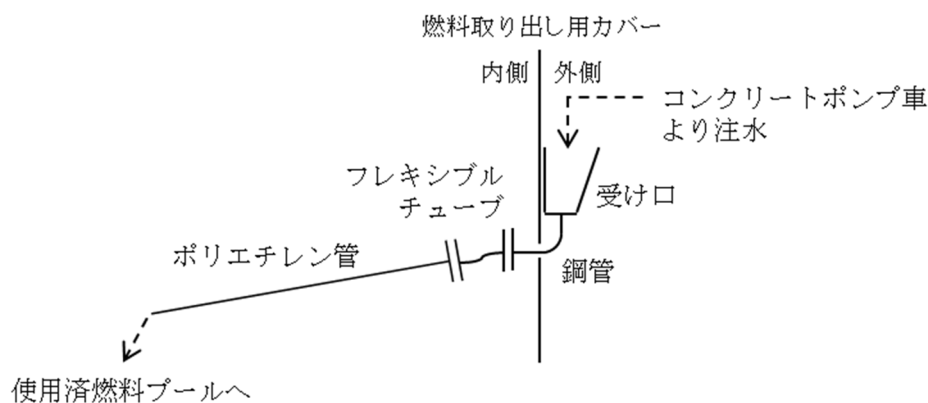 燃料取り出し用カバー
内側
外側
コンクリートポンプ車
より注水
フレキシブル
チューブ
受け口
ポリエチレン管
鋼管
使用済燃料プールへ